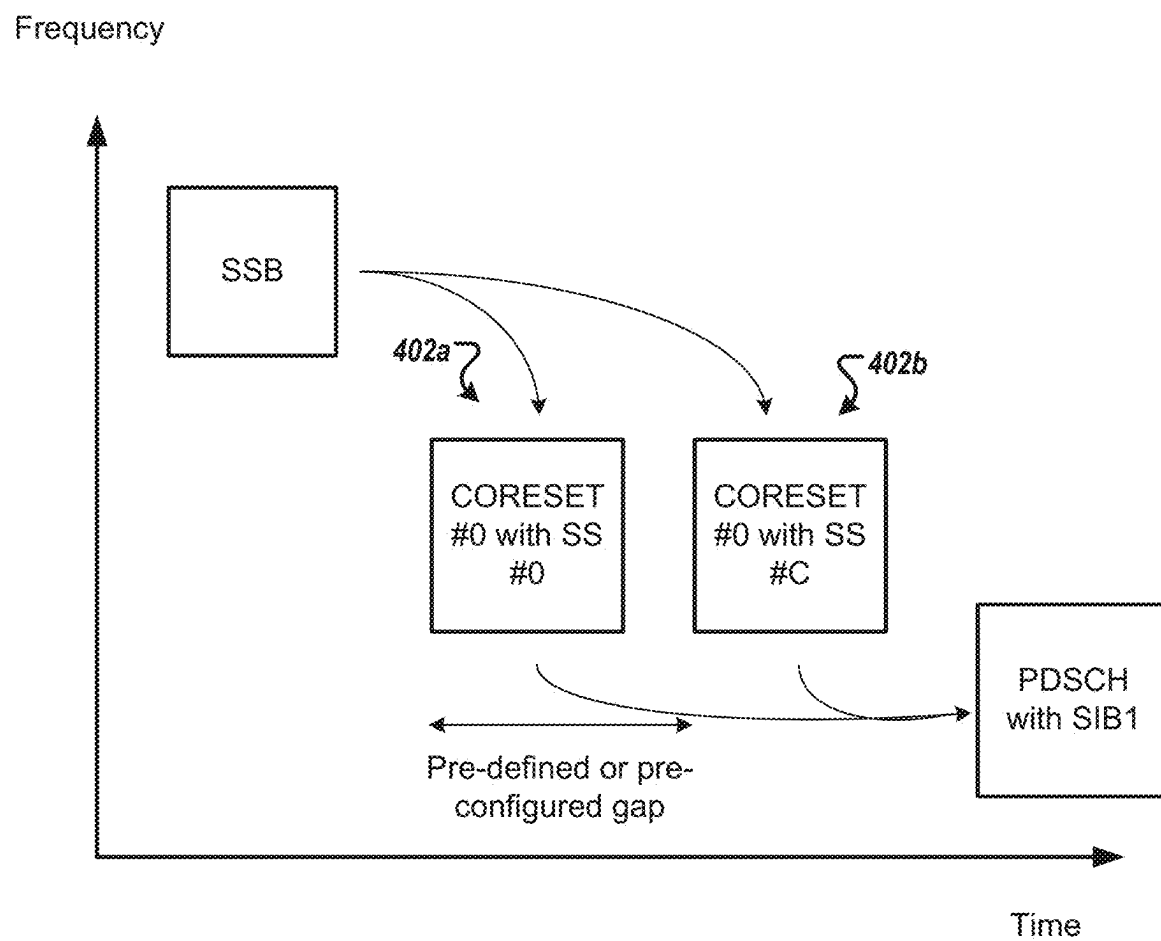 Frequency
SSB
402a
402b
CORESET
#0 with SS
#0
CORESET
#0 with SS
#C
PDSCH
with SIB1
Pre-defined or pre-
configured gap
Time